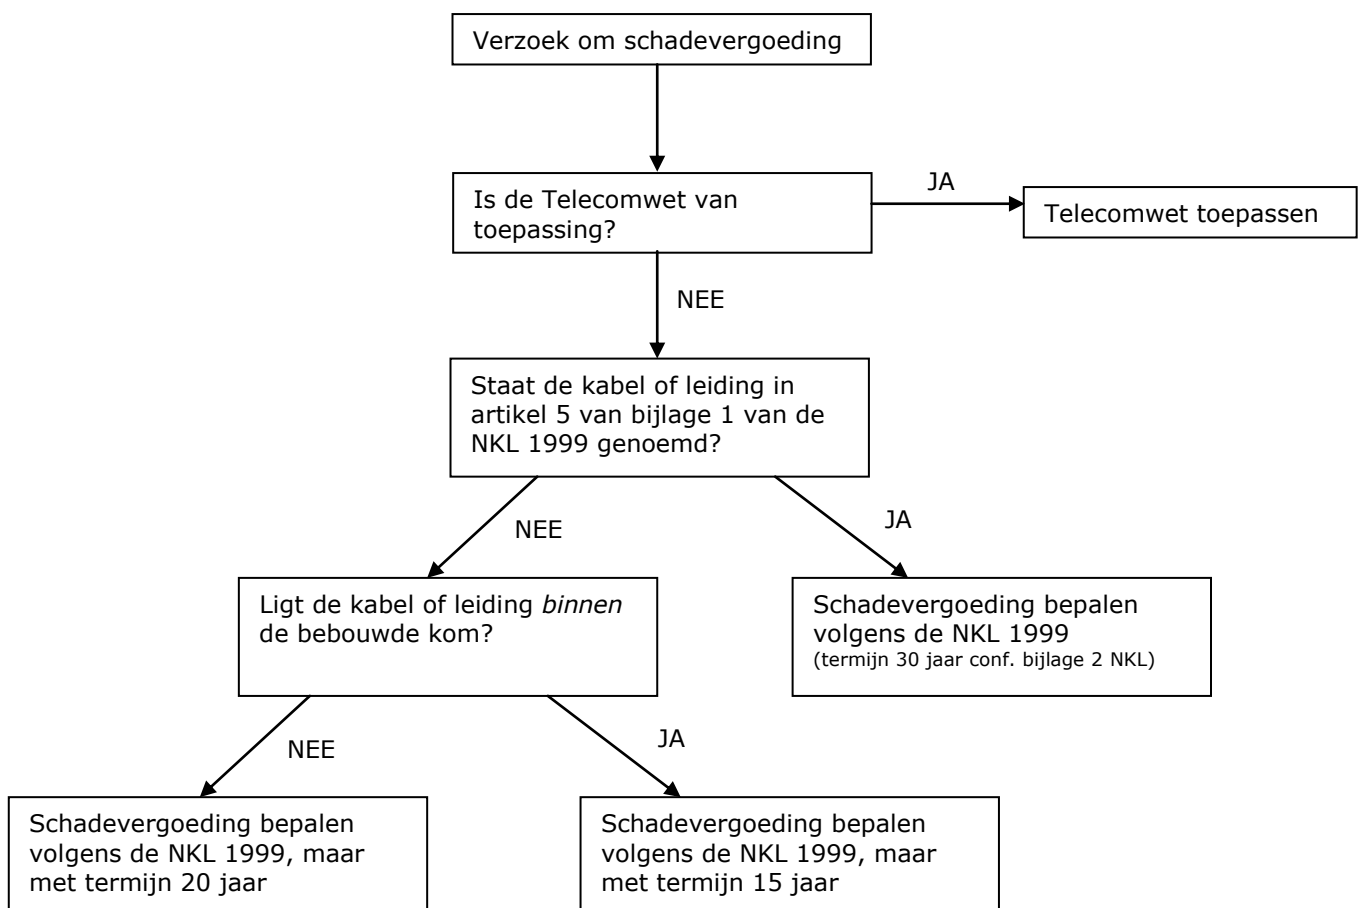 Verzoek om schadevergoeding
Is de Telecomwet van
toepassing?
JA
Telecomwet toepassen
NEE
Staat de kabel of leiding in
artikel 5 van bijlage 1 van de
NKL 1999 genoemd?
NEE
JA
Ligt de kabel of leiding binnen
de bebouwde kom?
Schadevergoeding bepalen
volgens de NKL 1999
(termijn 30 jaar conf. bijlage 2 NKL)
NEE
JA
Schadevergoeding bepalen
volgens de NKL 1999, maar
met termijn 20 jaar
Schadevergoeding bepalen
volgens de NKL 1999, maar
met termijn 15 jaar